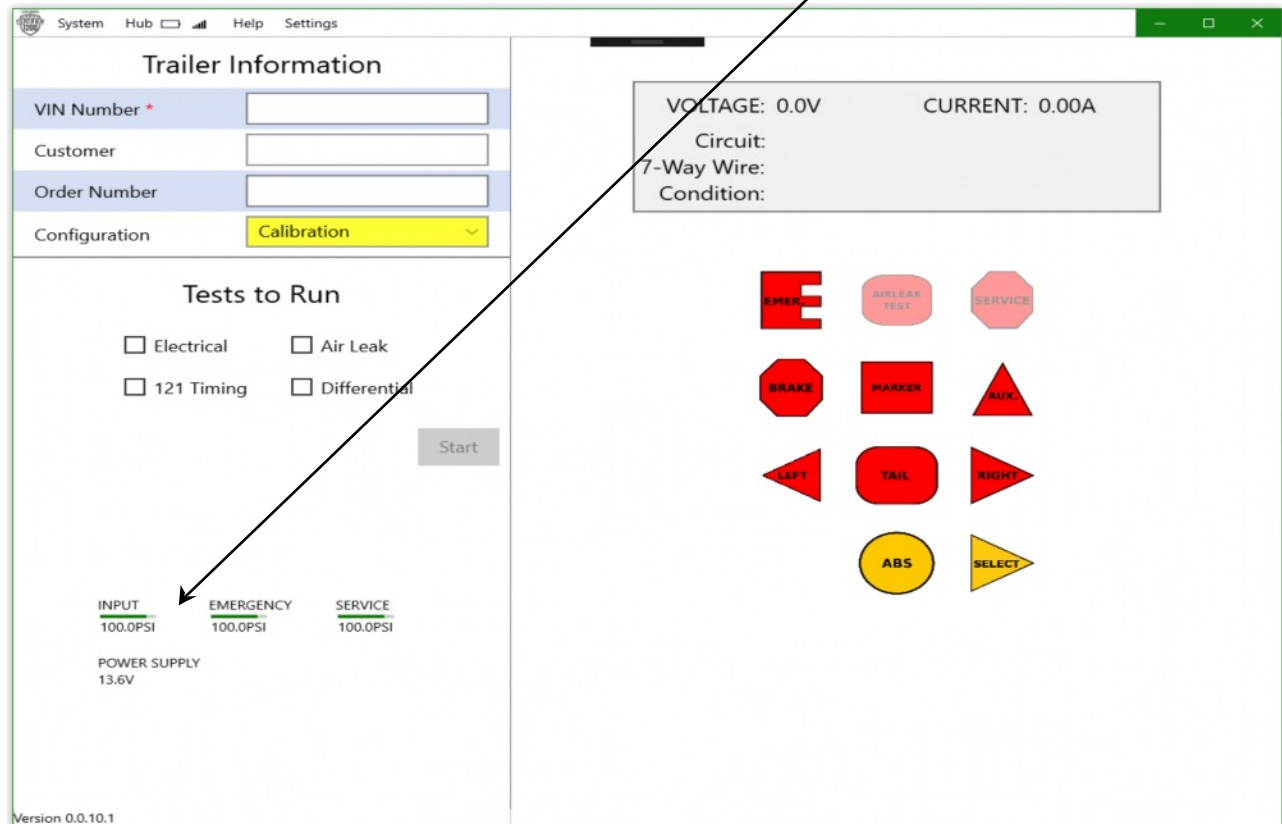 System Hub Help Settings
Trailer Information
VIN Number *
Customer
Order Number
Configuration Calibration
Tests to Run
Electrical Air Leak
121 Timing Differential
Start
INPUT EMERGENCY SERVICE
100.0PSI 100.0PSI 100.0PSI
POWER SUPPLY
13.6V
Version 0.0.10.1
VOLTAGE: 0.0V CURRENT: 0.00A
Circuit:
7-Way Wire:
Condition:
EMER. AIRLEAK TEST SERVICE
BRAKE MARKER AUX.
LEFT TAIL RIGHT
ABS SELECT